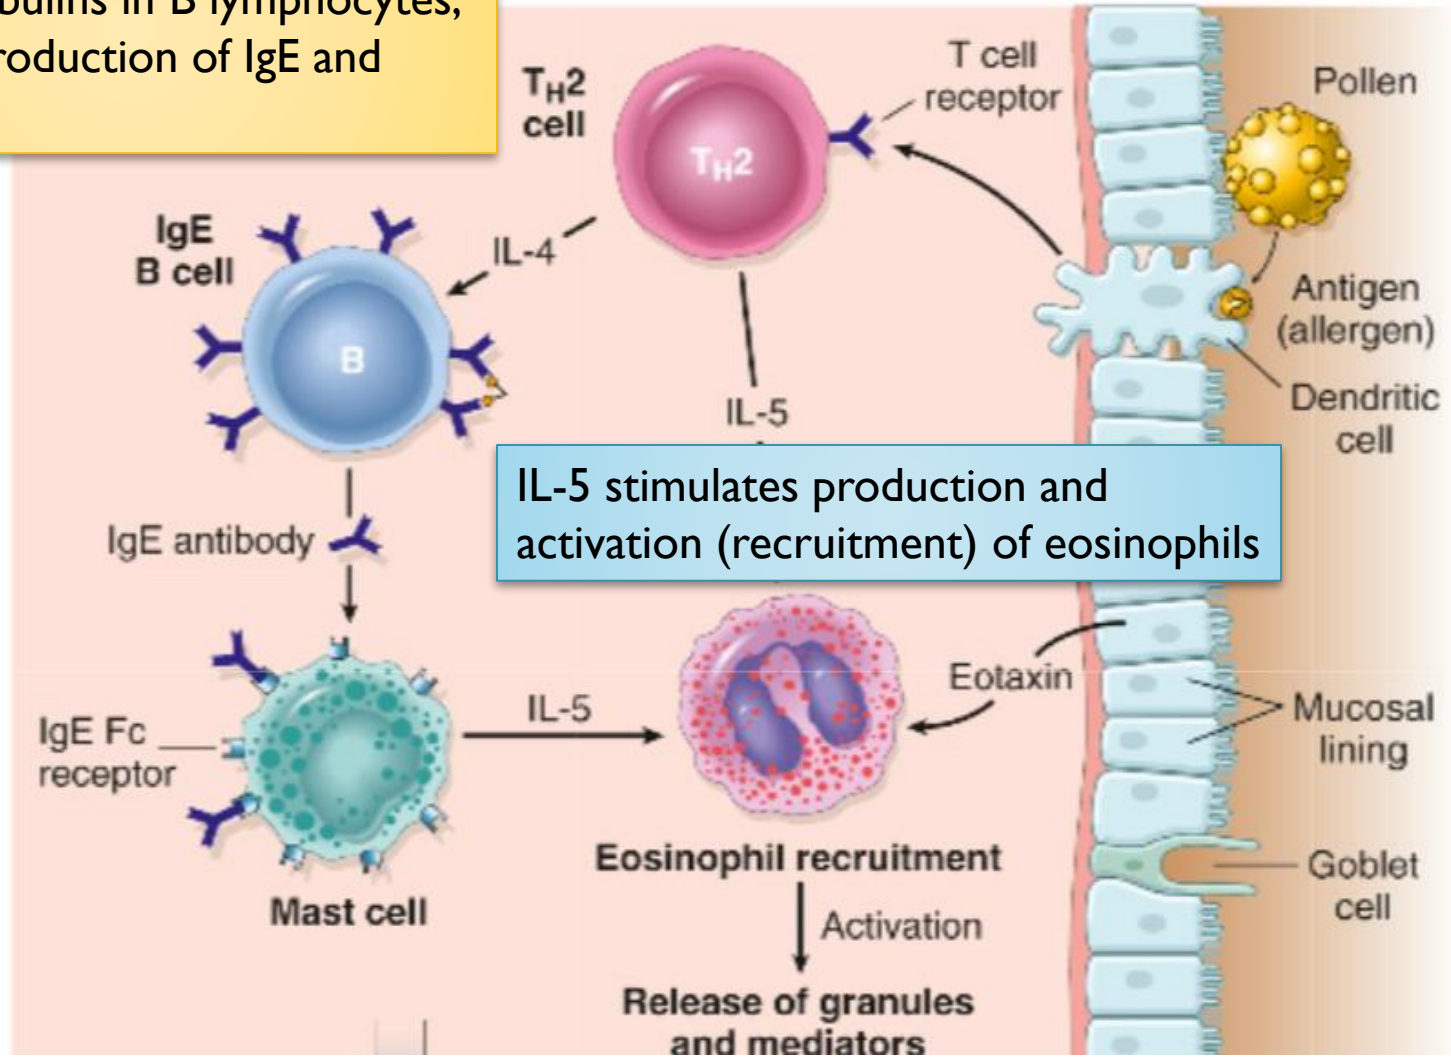 B lymphocytes,
roduction of IgE and
T cell
receptor
Pollen
TH2
cell
TH2
IgE
B cell
IL-4
Antigen
(allergen)
B
IL-5
Dendritic
cell
IL-5 stimulates production and
activation (recruitment) of eosinophils
IgE antibody
Eotaxin
IL-5
Mucosal
lining
IgE Fc
receptor
Eosinophil recruitment
Goblet
cell
Mast cell
Activation
Release of granules
and mediators